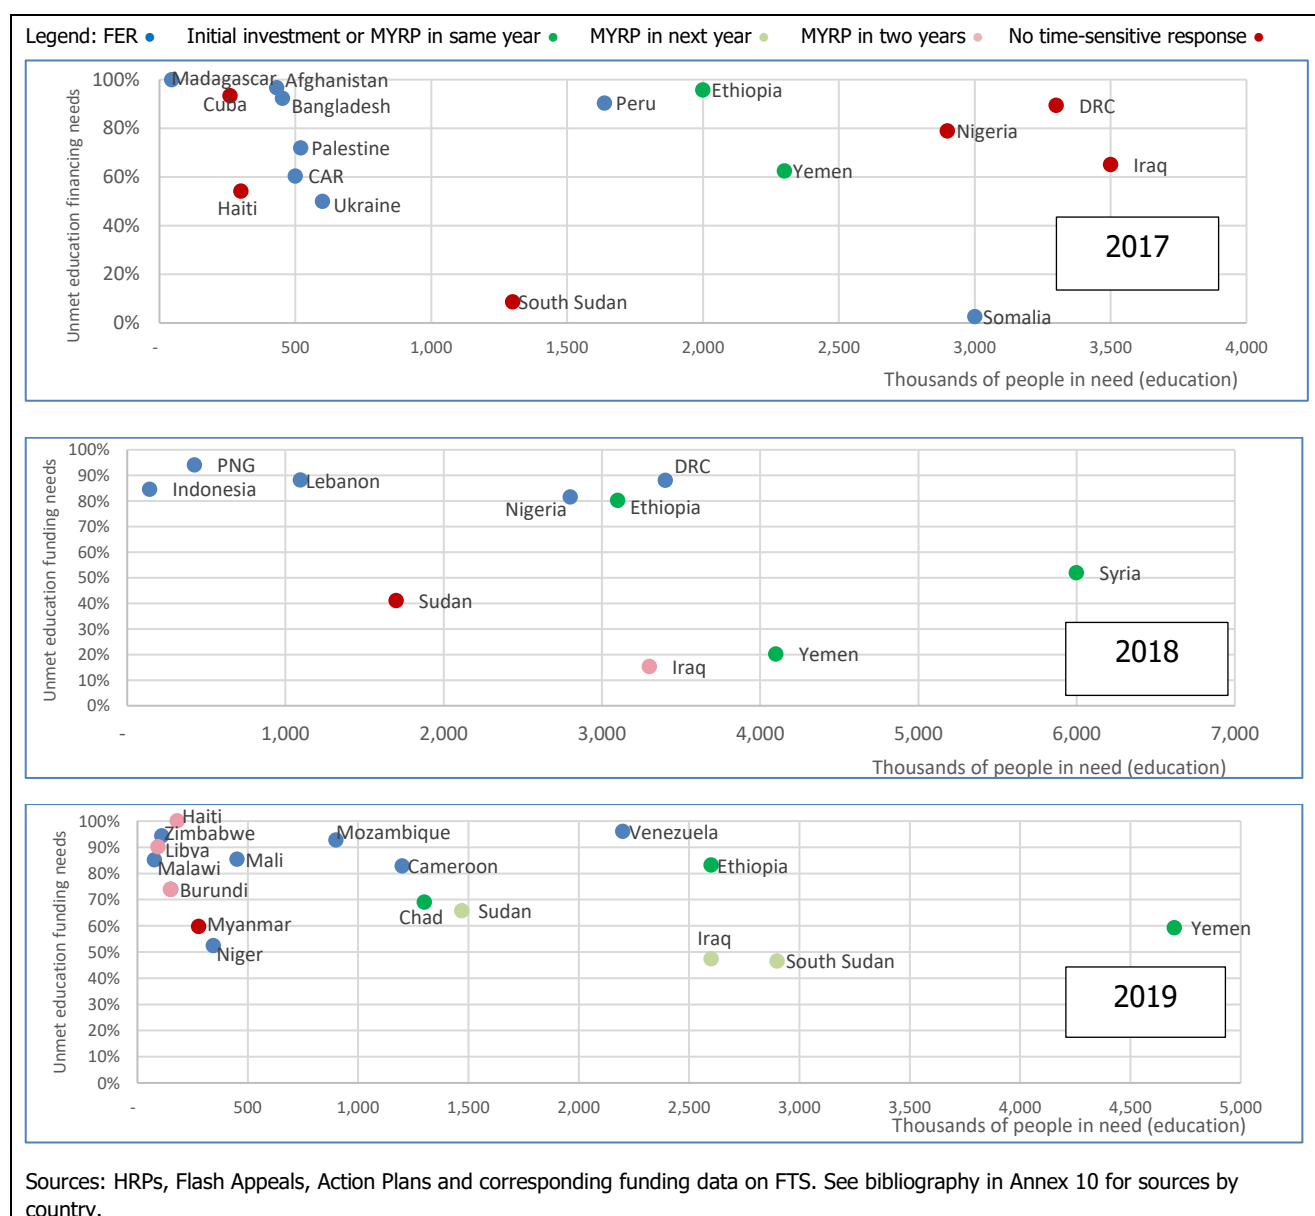 Legend: FER • Initial investment or MYRP in same year • MYRP in next year • MYRP in two years • No time-sensitive response •
Unmet education financing needs
100%
80%
60%
40%
20%
0%
Madagascar
Afghanistan
Cuba
Bangladesh
Peru
Ethiopia
DRC
Nigeria
Palestine
CAR
Yemen
Iraq
Haiti
Ukraine
2017
South Sudan
Somalia
- 500 1,000 1,500 2,000 2,500 3,000 3,500 4,000
Thousands of people in need (education)
Unmet education funding needs
100%
90%
80%
70%
60%
50%
40%
30%
20%
10%
0%
PNG
Indonesia
Lebanon
DRC
Nigeria
Ethiopia
Syria
Sudan
Iraq
Yemen
2018
- 1,000 2,000 3,000 4,000 5,000 6,000 7,000
Thousands of people in need (education)
Unmet education funding needs
100%
90%
80%
70%
60%
50%
40%
30%
20%
10%
0%
Haiti
Zimbabwe
Mozambique
Venezuela
Libya
Malawi
Mali
Cameroon
Ethiopia
Burundi
Chad
Sudan
Myanmar
Niger
Iraq
South Sudan
Yemen
2019
- 500 1,000 1,500 2,000 2,500 3,000 3,500 4,000 4,500 5,000
Thousands of people in need (education)
Sources: HRPs, Flash Appeals, Action Plans and corresponding funding data on FTS. See bibliography in Annex 10 for sources by
country.